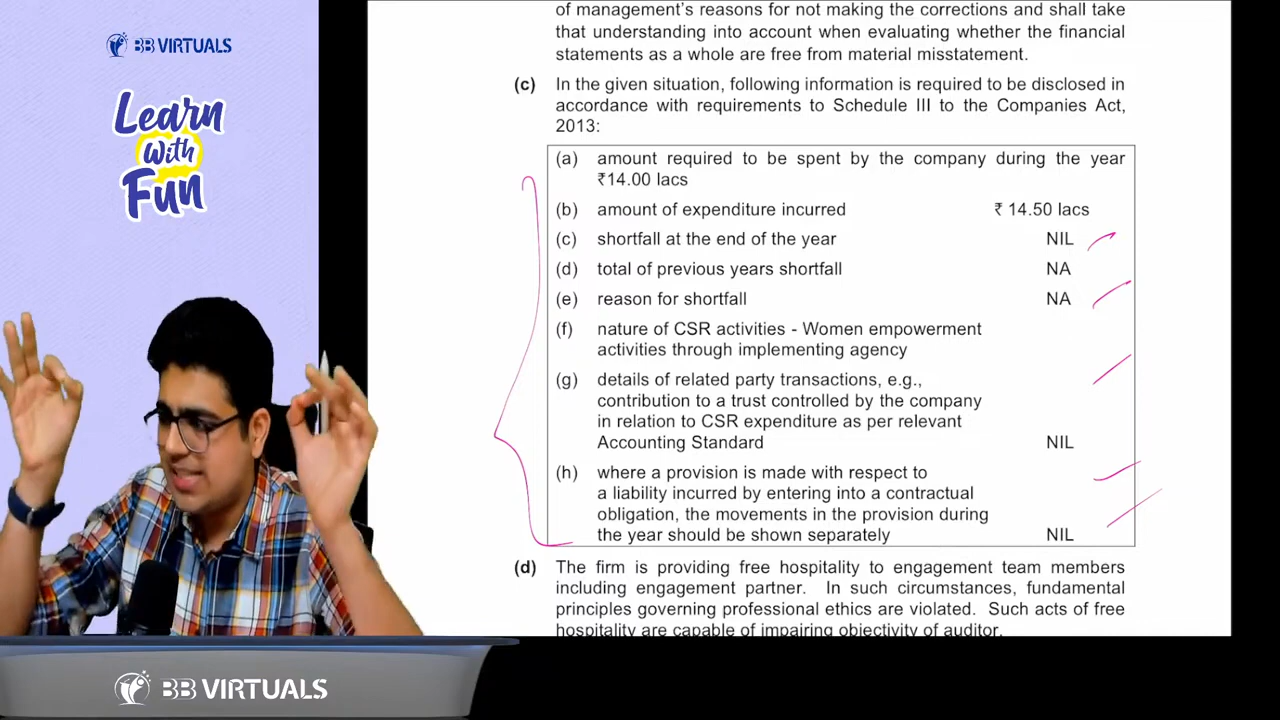 BB VIRTUALS
Learn
With
Fun
of management's reasons for not making the corrections and shall take
that understanding into account when evaluating whether the financial
statements as a whole are free from material misstatement.
(c) In the given situation, following information is required to be disclosed in
accordance with requirements to Schedule III to the Companies Act,
2013:
(a) amount required to be spent by the company during the year
₹14.00 lacs
(b) amount of expenditure incurred ₹ 14.50 lacs
(c) shortfall at the end of the year NIL
(d) total of previous years shortfall NA
(e) reason for shortfall NA
(f) nature of CSR activities - Women empowerment
activities through implementing agency
(g) details of related party transactions, e.g.,
contribution to a trust controlled by the company
in relation to CSR expenditure as per relevant
Accounting Standard NIL
(h) where a provision is made with respect to
a liability incurred by entering into a contractual
obligation, the movements in the provision during
the year should be shown separately NIL
(d) The firm is providing free hospitality to engagement team members
including engagement partner. In such circumstances, fundamental
principles governing professional ethics are violated. Such acts of free
hospitality are capable of impairing objectivity of auditor.
BB VIRTUALS